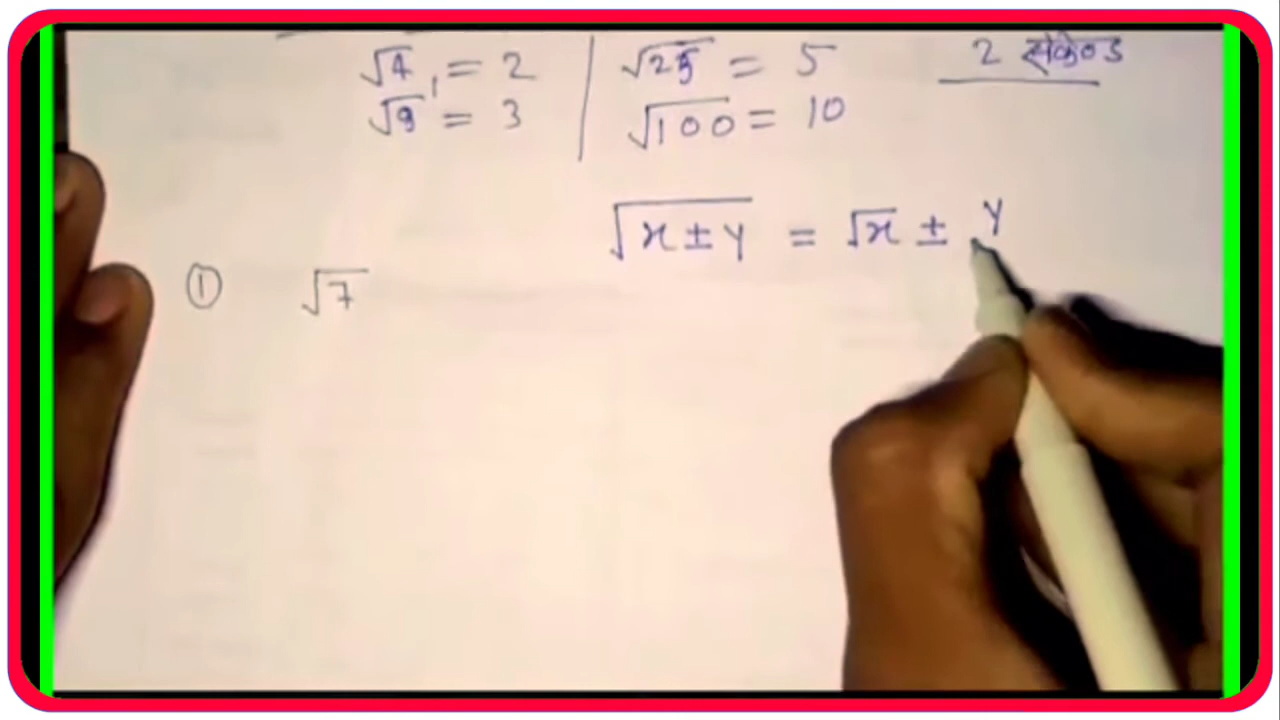 √4, = 2
√9 = 3
√25 = 5
√100 = 10
2 सेकेण्ड
√x ± y = √x ± y
① √7